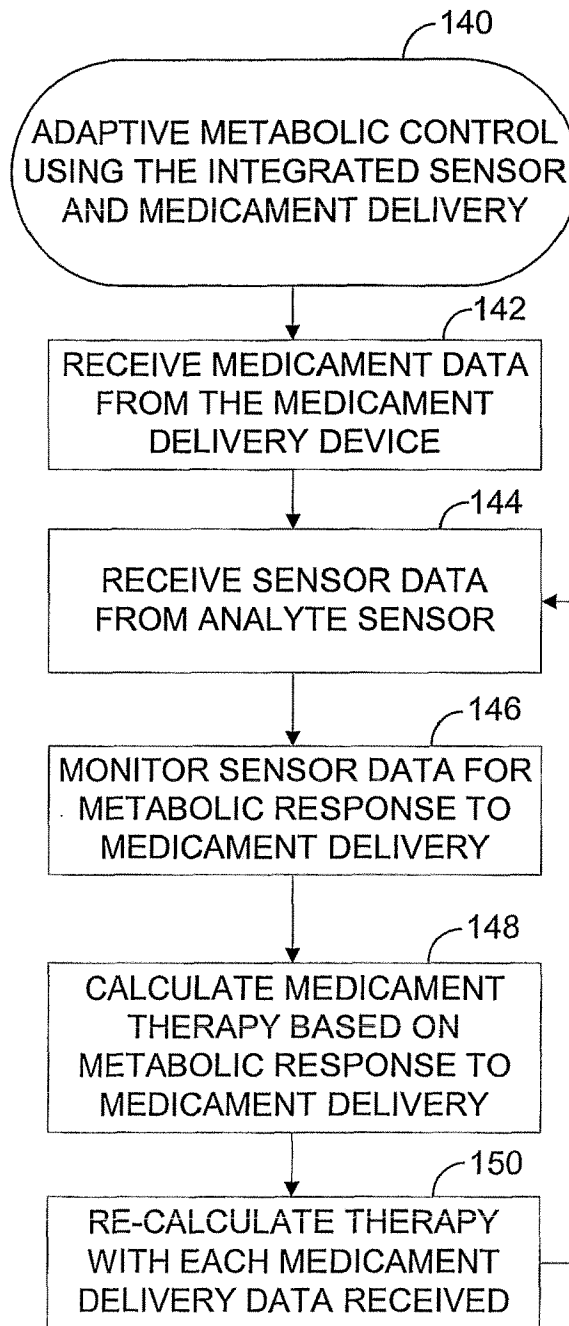 140
ADAPTIVE METABOLIC CONTROL
USING THE INTEGRATED SENSOR
AND MEDICAMENT DELIVERY
142
RECEIVE MEDICAMENT DATA
FROM THE MEDICAMENT
DELIVERY DEVICE
144
RECEIVE SENSOR DATA
FROM ANALYTE SENSOR
146
MONITOR SENSOR DATA FOR
METABOLIC RESPONSE TO
MEDICAMENT DELIVERY
148
CALCULATE MEDICAMENT
THERAPY BASED ON
METABOLIC RESPONSE TO
MEDICAMENT DELIVERY
150
RE-CALCULATE THERAPY
WITH EACH MEDICAMENT
DELIVERY DATA RECEIVED